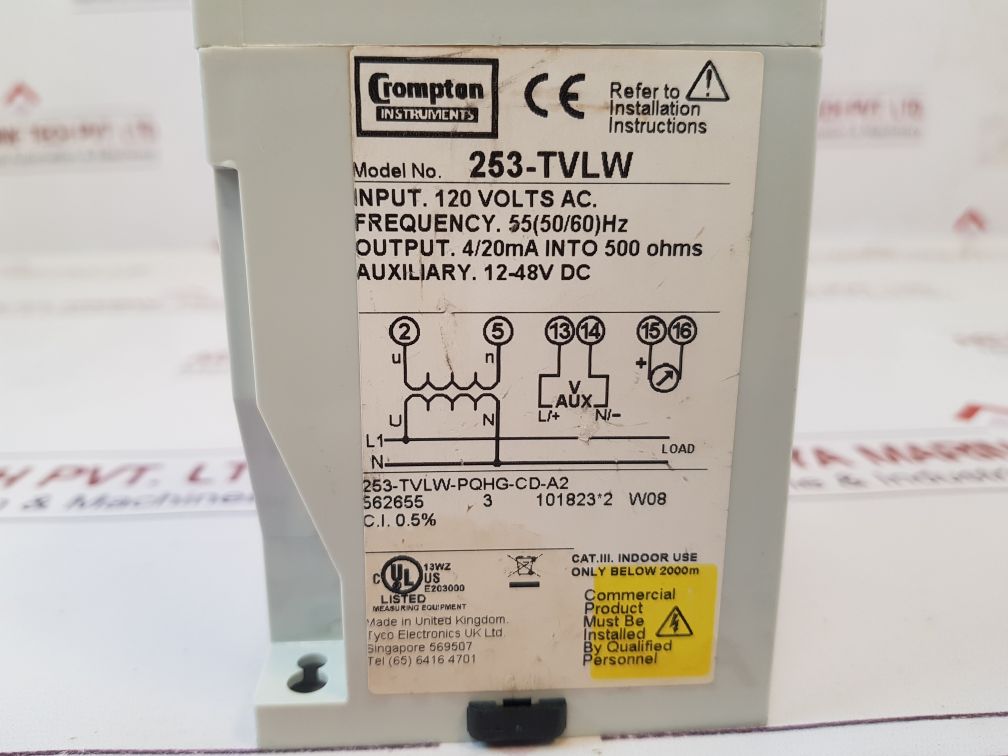 Crompton
INSTRUMENTS
CE
Refer to
Installation
Instructions
Model No. 253-TVLW
INPUT. 120 VOLTS AC.
FREQUENCY. 55(50/60)Hz
OUTPUT. 4/20mA INTO 500 ohms
AUXILIARY. 12-48V DC
2 5 13 14 15 16
u n
+
V
AUX
U N L/+ N/-
L1
LOAD
N
253-TVLW-PQHG-CD-A2
562655 3 101823*2 W08
C.I. 0.5%
C UL US
13WZ
E203000
LISTED
MEASURING EQUIPMENT
Made in United Kingdom.
Tyco Electronics UK Ltd.
Singapore 569507
Tel (65) 6416 4701
CAT.III. INDOOR USE
ONLY BELOW 2000m
Commercial
Product
Must Be
Installed
By Qualified
Personnel